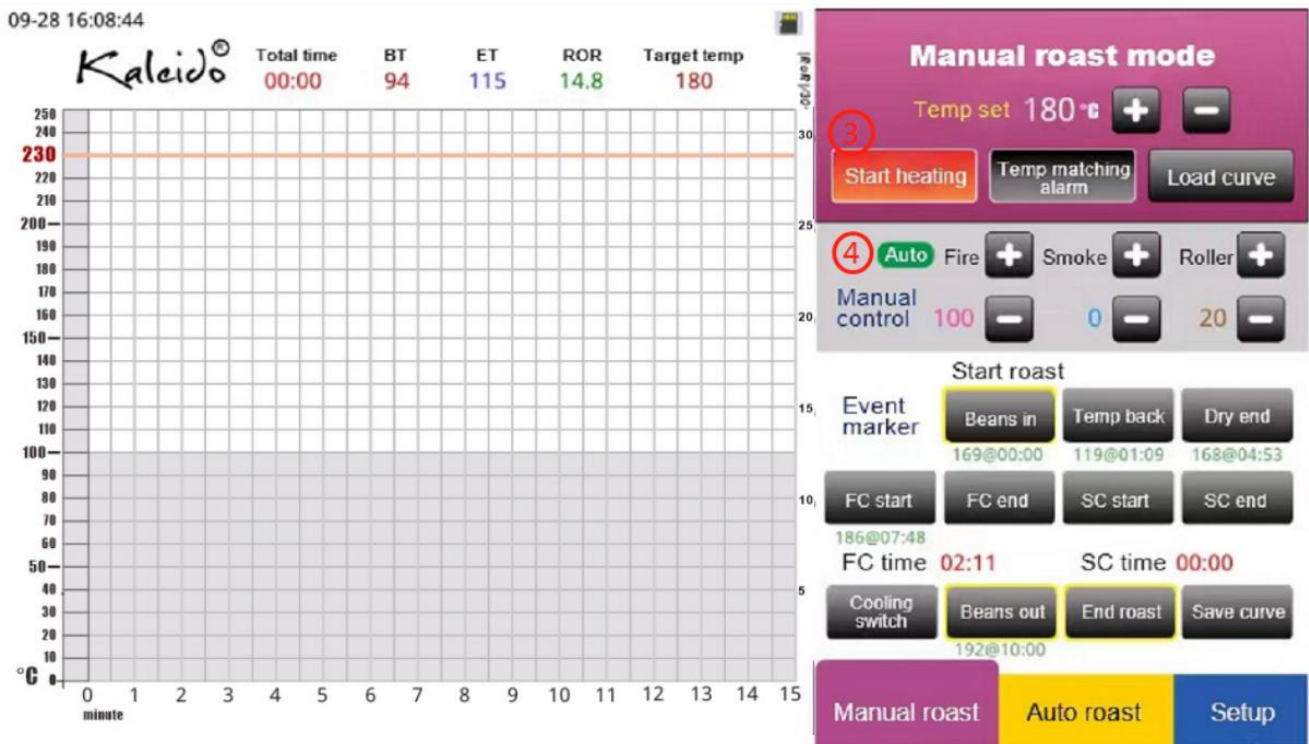 09-28 16:08:44
Kaleido®
Total time BT ET ROR Target temp
00:00 94 115 14.8 180
|RoR|/30·
250
240
230
220
210
200
190
180
170
160
150
140
130
120
110
100
90
80
70
60
50
40
30
20
10
°C 0
30
25
20
15
10
5
0 1 2 3 4 5 6 7 8 9 10 11 12 13 14 15
minute
Manual roast mode
Temp set 180 °C + −
③
Start heating
Temp matching
alarm
Load curve
④ Auto Fire + Smoke + Roller +
Manual
control
100 − 0 − 20 −
Start roast
Event
marker
Beans in Temp back Dry end
169@00:00 119@01:09 168@04:53
FC start FC end SC start SC end
186@07:48
FC time 02:11 SC time 00:00
Cooling
switch
Beans out End roast Save curve
192@10:00
Manual roast Auto roast Setup